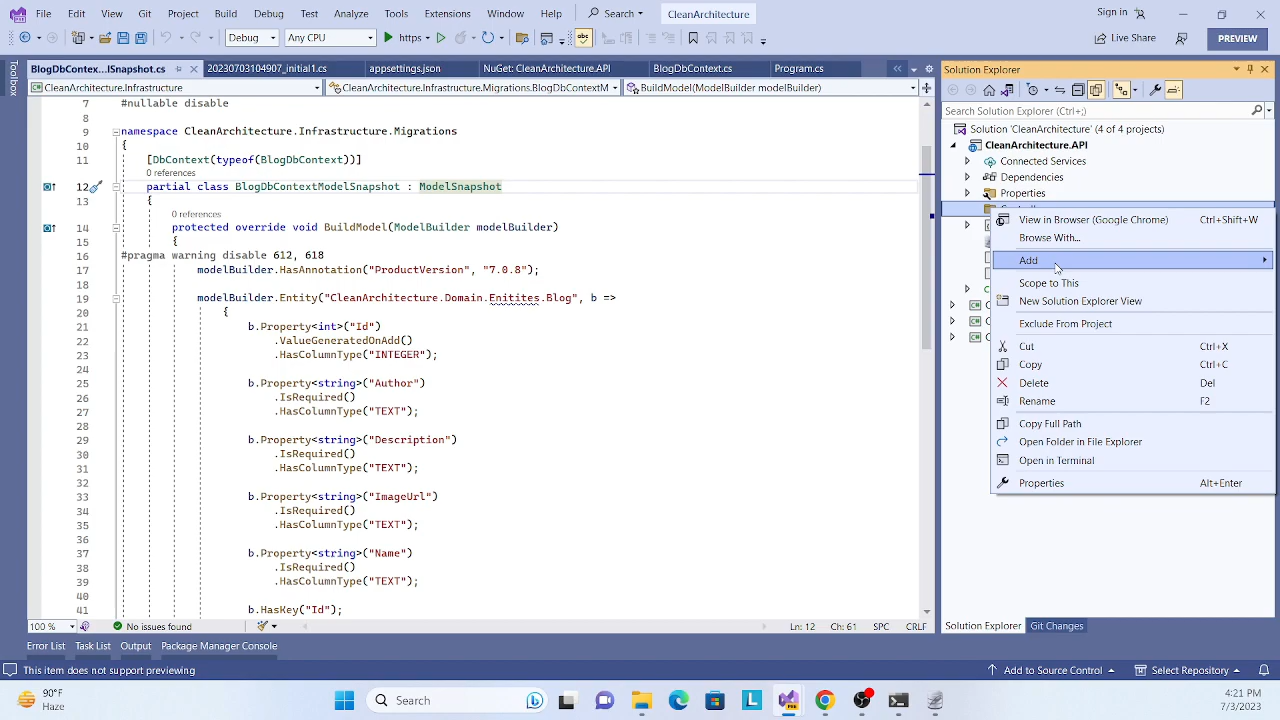 File Edit View Git Project Build Debug Test Analyze Tools Extensions Window Help Search CleanArchitecture Sign in
Debug Any CPU https Live Share PREVIEW
Toolbox
BlogDbContex...lSnapshot.cs 20230703104907_initial1.cs appsettings.json NuGet: CleanArchitecture.API BlogDbContext.cs Program.cs
CleanArchitecture.Infrastructure CleanArchitecture.Infrastructure.Migrations.BlogDbContextM BuildModel(ModelBuilder modelBuilder)
7 #nullable disable
8
9 namespace CleanArchitecture.Infrastructure.Migrations
10 {
11 [DbContext(typeof(BlogDbContext))]
0 references
12 partial class BlogDbContextModelSnapshot : ModelSnapshot
13 {
0 references
14 protected override void BuildModel(ModelBuilder modelBuilder)
15 {
16 #pragma warning disable 612, 618
17 modelBuilder.HasAnnotation("ProductVersion", "7.0.8");
18
19 modelBuilder.Entity("CleanArchitecture.Domain.Enitites.Blog", b =>
20 {
21 b.Property<int>("Id")
22 .ValueGeneratedOnAdd()
23 .HasColumnType("INTEGER");
24
25 b.Property<string>("Author")
26 .IsRequired()
27 .HasColumnType("TEXT");
28
29 b.Property<string>("Description")
30 .IsRequired()
31 .HasColumnType("TEXT");
32
33 b.Property<string>("ImageUrl")
34 .IsRequired()
35 .HasColumnType("TEXT");
36
37 b.Property<string>("Name")
38 .IsRequired()
39 .HasColumnType("TEXT");
40
41 b.HasKey("Id");
100 % No issues found Ln: 12 Ch: 61 SPC CRLF
Solution Explorer
Search Solution Explorer (Ctrl+;)
Solution 'CleanArchitecture' (4 of 4 projects)
CleanArchitecture.API
Connected Services
Dependencies
Properties
View in Browser (Google Chrome) Ctrl+Shift+W
Browse With...
Add
Scope to This
New Solution Explorer View
Exclude From Project
Cut Ctrl+X
Copy Ctrl+C
Delete Del
Rename F2
Copy Full Path
Open Folder in File Explorer
Open in Terminal
Properties Alt+Enter
Solution Explorer Git Changes
Error List Task List Output Package Manager Console
This item does not support previewing Add to Source Control Select Repository
90°F
Haze
Search
4:21 PM
7/3/2023